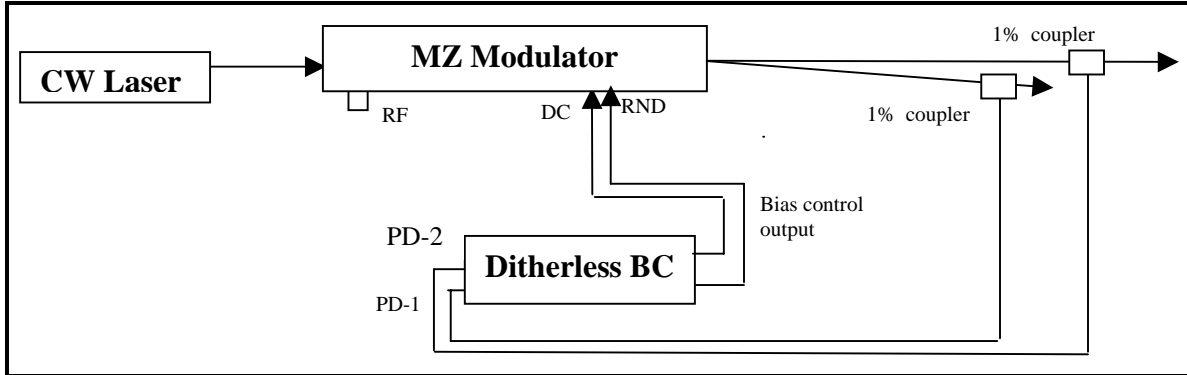 1% coupler
MZ Modulator
CW Laser
RF
DC
RND
1% coupler
Bias control
output
PD-2
Ditherless BC
PD-1